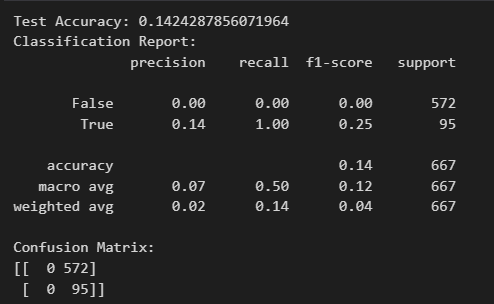 Test Accuracy: 0.1424287856071964
Classification Report:
precision recall f1-score support
False 0.00 0.00 0.00 572
True 0.14 1.00 0.25 95
accuracy 0.14 667
macro avg 0.07 0.50 0.12 667
weighted avg 0.02 0.14 0.04 667
Confusion Matrix:
[[ 0 572]
[ 0 95]]